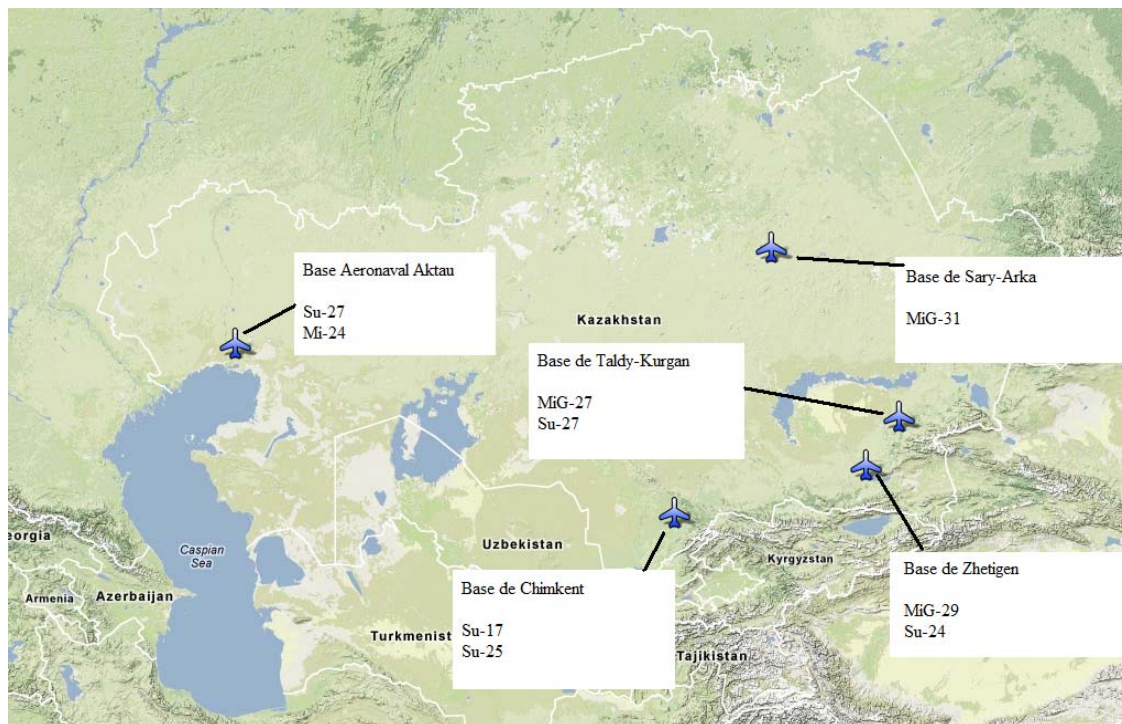 Base Aeronaval Aktau
Su-27
Mi-24
Base de Sary-Arka
MiG-31
Kazakhstan
Base de Taldy-Kurgan
MiG-27
Su-27
eorgia
Caspian
Sea
Armenia
Azerbaijan
Uzbekistan
Kyrgyzstan
Base de Chimkent
Su-17
Su-25
Base de Zhetigen
MiG-29
Su-24
Turkmenist
Tajikistan